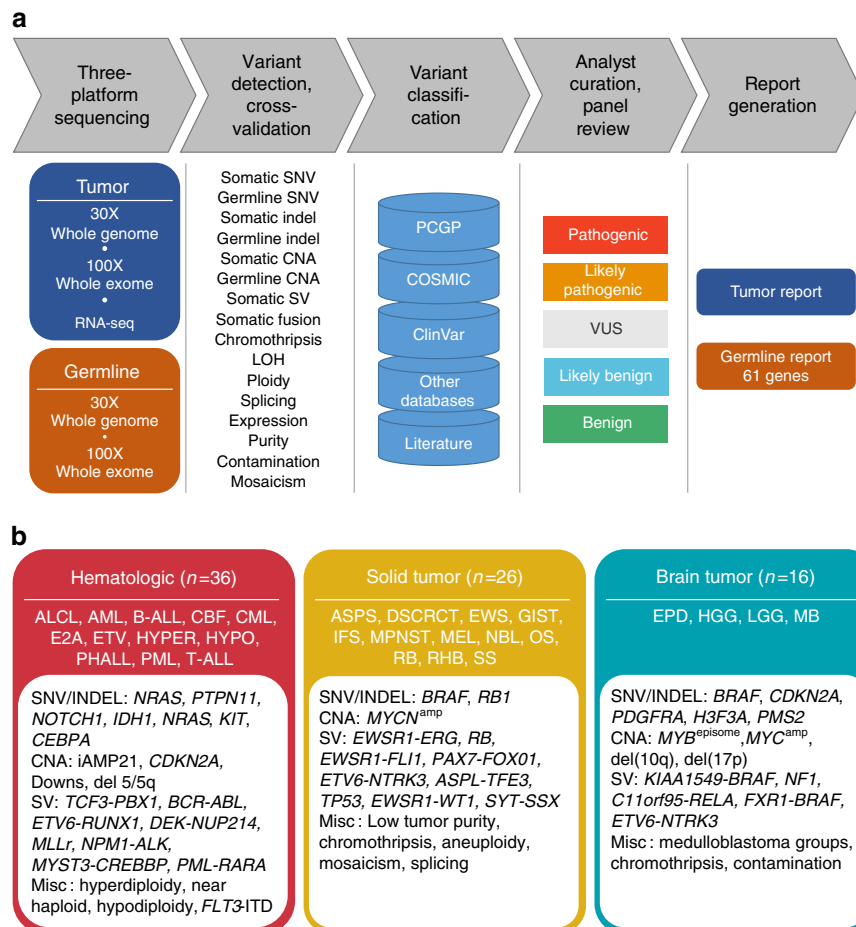 a
Three-
platform
sequencing
Variant
detection,
cross-
validation
Variant
classifi-
cation
Analyst
curation,
panel
review
Report
generation
Tumor
30X
Whole genome
•
100X
Whole exome
•
RNA-seq
Germline
30X
Whole genome
•
100X
Whole exome
Somatic SNV
Germline SNV
Somatic indel
Germline indel
Somatic CNA
Germline CNA
Somatic SV
Somatic fusion
Chromothripsis
LOH
Ploidy
Splicing
Expression
Purity
Contamination
Mosaicism
PCGP
COSMIC
ClinVar
Other
databases
Literature
Pathogenic
Likely
pathogenic
VUS
Likely benign
Benign
Tumor report
Germline report
61 genes
b
Hematologic (n=36)
ALCL, AML, B-ALL, CBF, CML,
E2A, ETV, HYPER, HYPO,
PHALL, PML, T-ALL
SNV/INDEL: NRAS, PTPN11,
NOTCH1, IDH1, NRAS, KIT,
CEBPA
CNA: iAMP21, CDKN2A,
Downs, del 5/5q
SV: TCF3-PBX1, BCR-ABL,
ETV6-RUNX1, DEK-NUP214,
MLLr, NPM1-ALK,
MYST3-CREBBP, PML-RARA
Misc: hyperdiploidy, near
haploid, hypodiploidy, FLT3-ITD
Solid tumor (n=26)
ASPS, DSCRCT, EWS, GIST,
IFS, MPNST, MEL, NBL, OS,
RB, RHB, SS
SNV/INDEL: BRAF, RB1
CNA: MYCNamp
SV: EWSR1-ERG, RB,
EWSR1-FLI1, PAX7-FOX01,
ETV6-NTRK3, ASPL-TFE3,
TP53, EWSR1-WT1, SYT-SSX
Misc: Low tumor purity,
chromothripsis, aneuploidy,
mosaicism, splicing
Brain tumor (n=16)
EPD, HGG, LGG, MB
SNV/INDEL: BRAF, CDKN2A,
PDGFRA, H3F3A, PMS2
CNA: MYBepisome,MYCamp,
del(10q), del(17p)
SV: KIAA1549-BRAF, NF1,
C11orf95-RELA, FXR1-BRAF,
ETV6-NTRK3
Misc: medulloblastoma groups,
chromothripsis, contamination